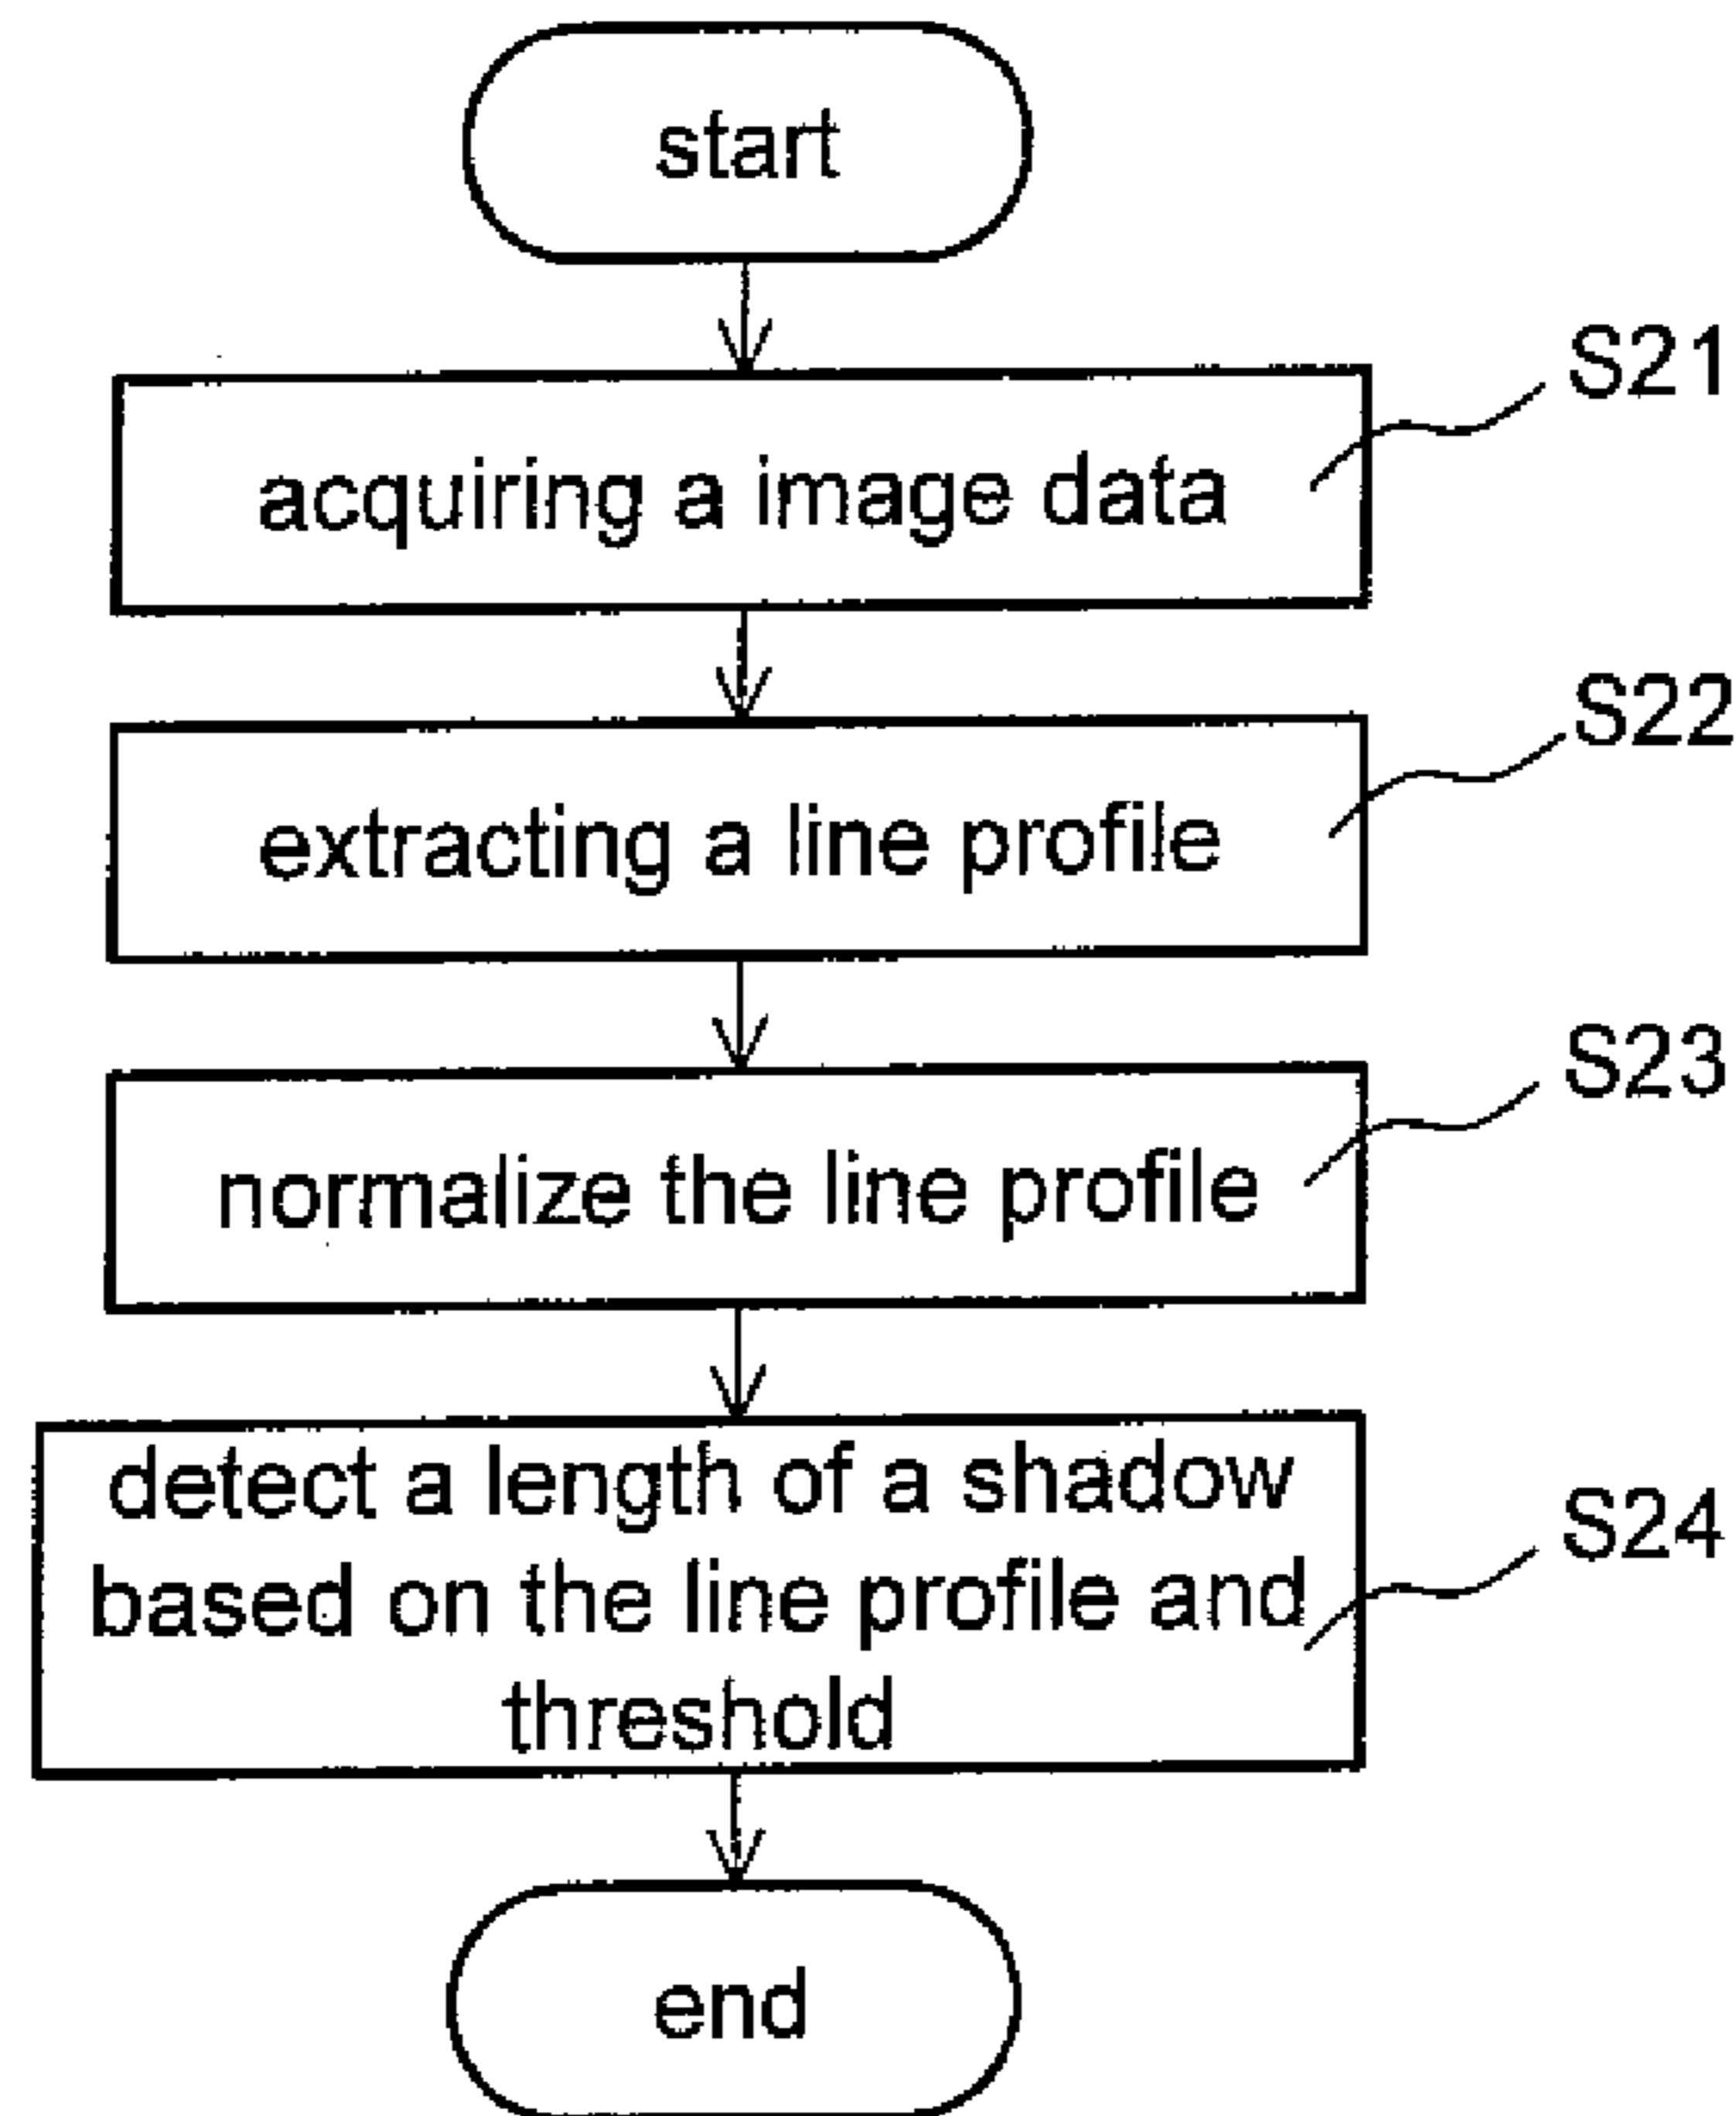 start
S21
acquiring a image data
S22
extracting a line profile
S23
normalize the line profile
detect a length of a shadow
S24
based on the line profile and
threshold
end